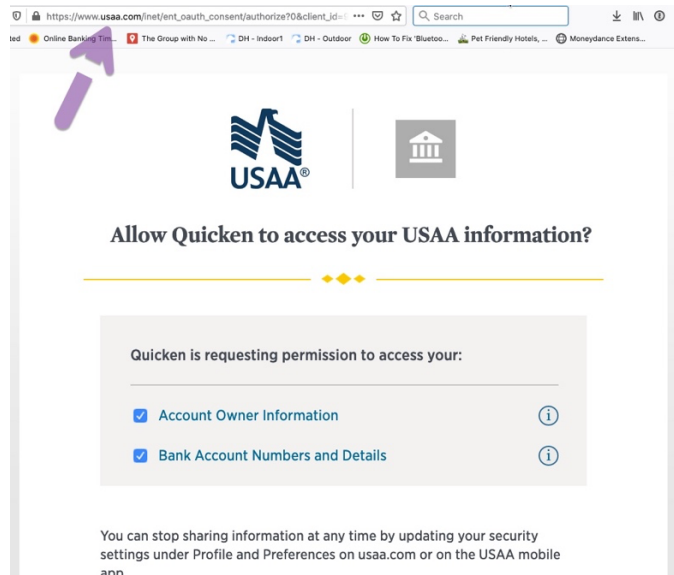 https://www.usaa.com/inet/ent_oauth_consent/authorize?0&client_id= Search
ted Online Banking Tim... The Group with No ... DH - Indoor1 DH - Outdoor How To Fix 'Bluetoo... Pet Friendly Hotels, ... Moneydance Extens...
USAA®
Allow Quicken to access your USAA information?
Quicken is requesting permission to access your:
Account Owner Information
Bank Account Numbers and Details
You can stop sharing information at any time by updating your security
settings under Profile and Preferences on usaa.com or on the USAA mobile
app